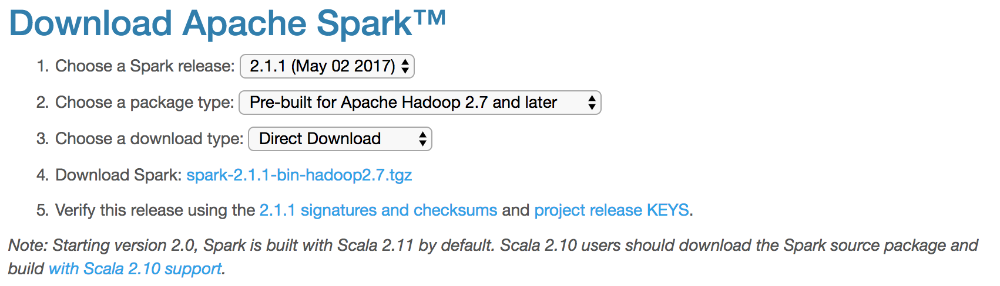 Download Apache Spark™
1. Choose a Spark release: 2.1.1 (May 02 2017)
2. Choose a package type: Pre-built for Apache Hadoop 2.7 and later
3. Choose a download type: Direct Download
4. Download Spark: spark-2.1.1-bin-hadoop2.7.tgz
5. Verify this release using the 2.1.1 signatures and checksums and project release KEYS.
Note: Starting version 2.0, Spark is built with Scala 2.11 by default. Scala 2.10 users should download the Spark source package and
build with Scala 2.10 support.